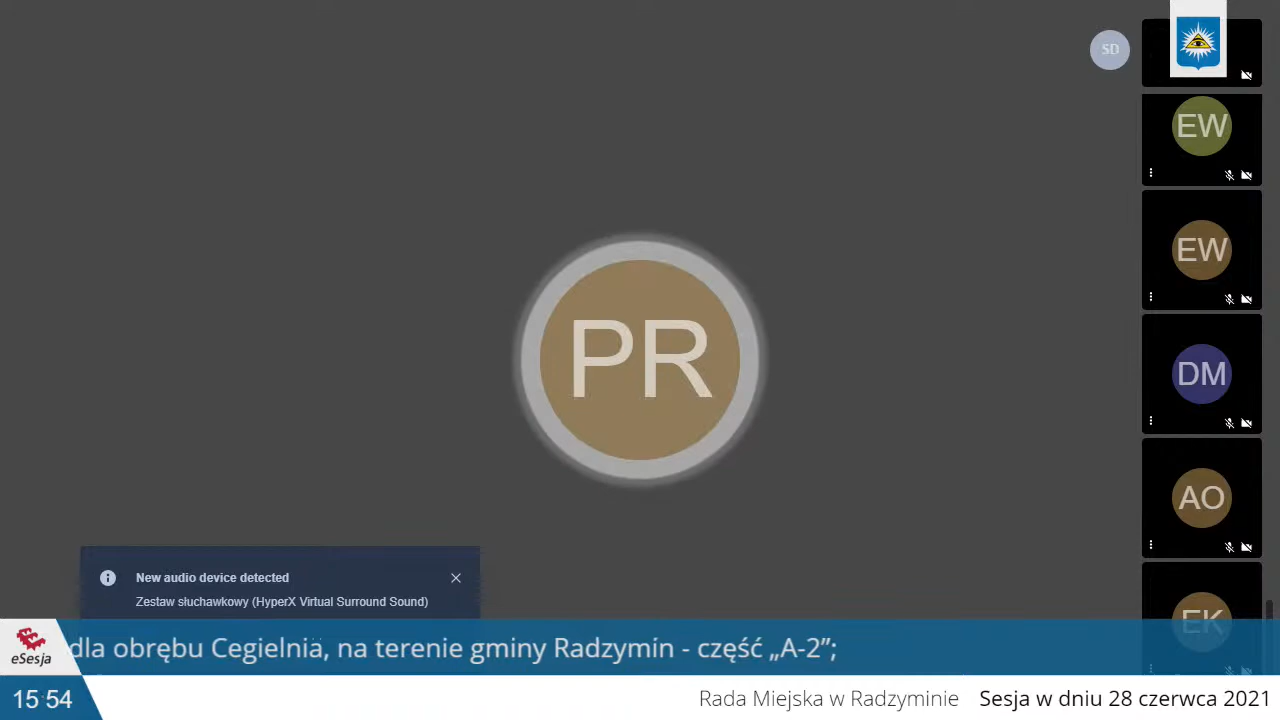 SD
EW
EW
DM
AO
EK
PR
New audio device detected
Zestaw słuchawkowy (HyperX Virtual Surround Sound)
eSesja
dla obrębu Cegielnia, na terenie gminy Radzymin - część „A-2”;
15:54
Rada Miejska w Radzyminie
Sesja w dniu 28 czerwca 2021